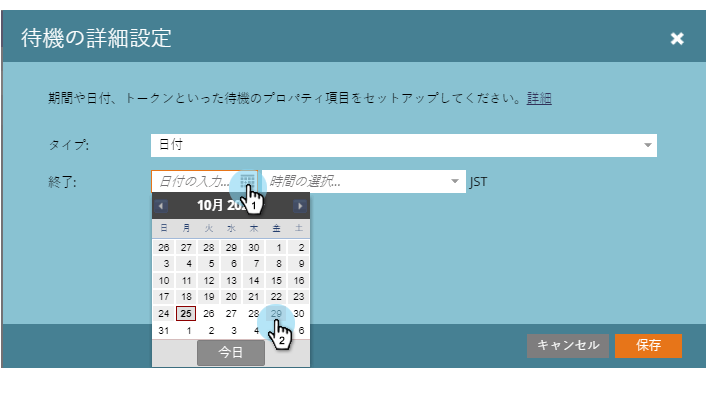 待機の詳細設定
期間や日付、トークンといった待機のプロパティ項目をセットアップしてください。詳細
タイプ: 日付
終了: 日付の入力... 時間の選択... JST
10月 20
日 月 火 水 木 金 土
26 27 28 29 30 1 2
3 4 5 6 7 8 9
10 11 12 13 14 15 16
17 18 19 20 21 22 23
24 25 26 27 28 29 30
31 1 2 3 4 6
今日
キャンセル 保存
1
2